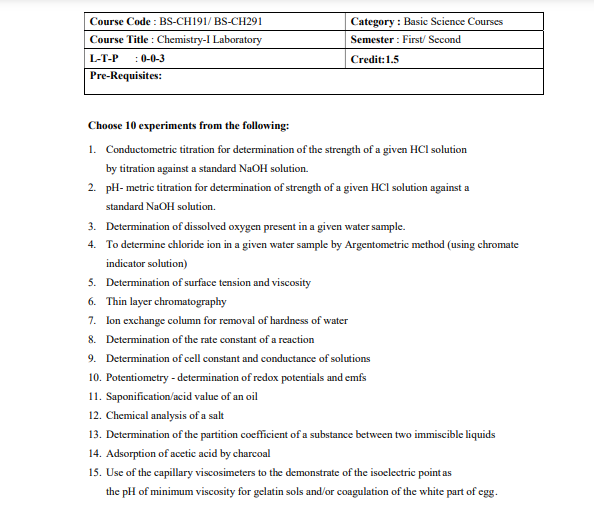 Course Code : BS-CH191/ BS-CH291
Category : Basic Science Courses
Course Title : Chemistry-I Laboratory
Semester : First/ Second
L-T-P : 0-0-3
Credit:1.5
Pre-Requisites:
Choose 10 experiments from the following:
1. Conductometric titration for determination of the strength of a given HCl solution
by titration against a standard NaOH solution.
2. pH- metric titration for determination of strength of a given HCl solution against a
standard NaOH solution.
3. Determination of dissolved oxygen present in a given water sample.
4. To determine chloride ion in a given water sample by Argentometric method (using chromate
indicator solution)
5. Determination of surface tension and viscosity
6. Thin layer chromatography
7. Ion exchange column for removal of hardness of water
8. Determination of the rate constant of a reaction
9. Determination of cell constant and conductance of solutions
10. Potentiometry - determination of redox potentials and emfs
11. Saponification/acid value of an oil
12. Chemical analysis of a salt
13. Determination of the partition coefficient of a substance between two immiscible liquids
14. Adsorption of acetic acid by charcoal
15. Use of the capillary viscosimeters to the demonstrate of the isoelectric point as
the pH of minimum viscosity for gelatin sols and/or coagulation of the white part of egg.